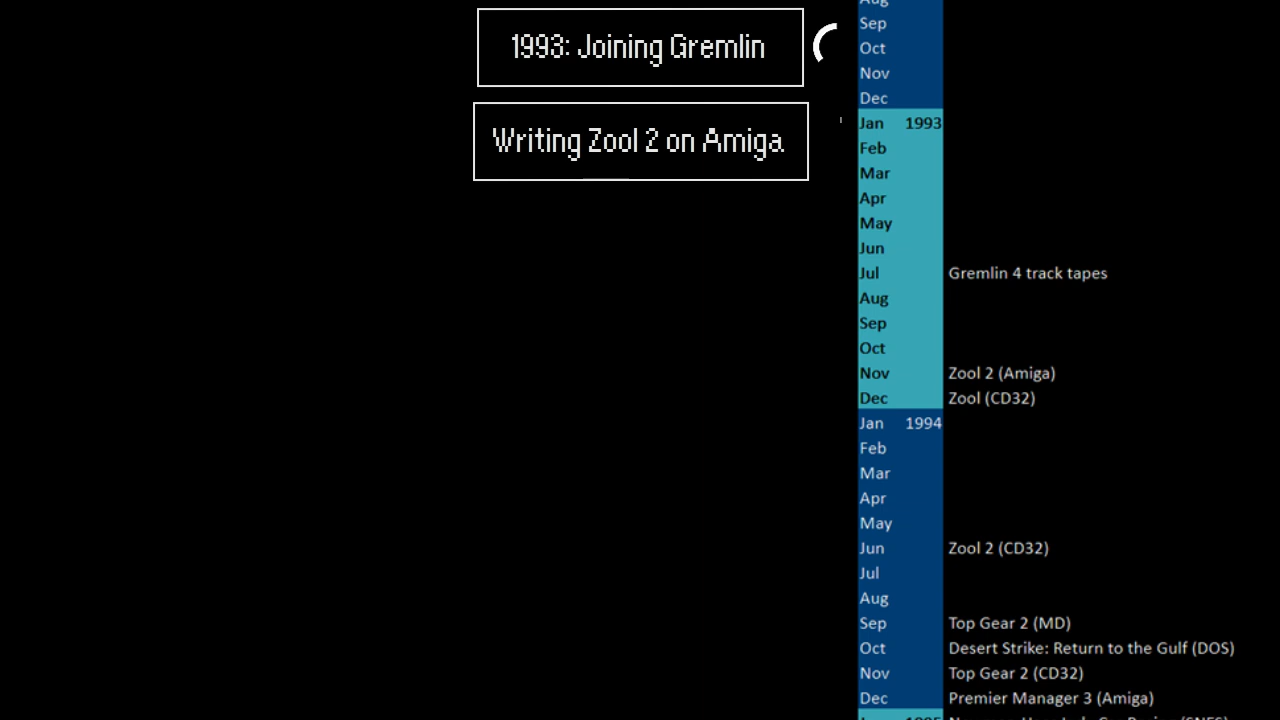 1993: Joining Gremlin
Writing Zool 2 on Amiga
Aug
Sep
Oct
Nov
Dec
Jan 1993
Feb
Mar
Apr
May
Jun
Jul Gremlin 4 track tapes
Aug
Sep
Oct
Nov Zool 2 (Amiga)
Dec Zool (CD32)
Jan 1994
Feb
Mar
Apr
May
Jun Zool 2 (CD32)
Jul
Aug
Sep Top Gear 2 (MD)
Oct Desert Strike: Return to the Gulf (DOS)
Nov Top Gear 2 (CD32)
Dec Premier Manager 3 (Amiga)